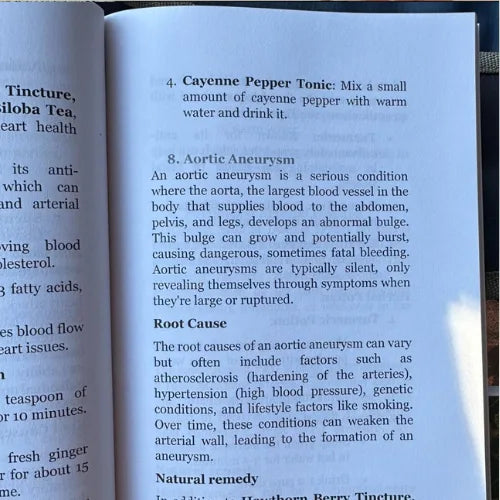 Tincture,
Biloba Tea,
heart health
its anti-
which can
and arterial
oving blood
olesterol.
3 fatty acids,
es blood flow
eart issues.
n
teaspoon of
or 10 minutes.
fresh ginger
r for about 15
me.
4. Cayenne Pepper Tonic: Mix a small
amount of cayenne pepper with warm
water and drink it.
8. Aortic Aneurysm
An aortic aneurysm is a serious condition
where the aorta, the largest blood vessel in the
body that supplies blood to the abdomen,
pelvis, and legs, develops an abnormal bulge.
This bulge can grow and potentially burst,
causing dangerous, sometimes fatal bleeding.
Aortic aneurysms are typically silent, only
revealing themselves through symptoms when
they're large or ruptured.
Root Cause
The root causes of an aortic aneurysm can vary
but often include factors such as
atherosclerosis (hardening of the arteries),
hypertension (high blood pressure), genetic
conditions, and lifestyle factors like smoking.
Over time, these conditions can weaken the
arterial wall, leading to the formation of an
aneurysm.
Natural remedy
In addition to Hawthorn Berry Tincture,